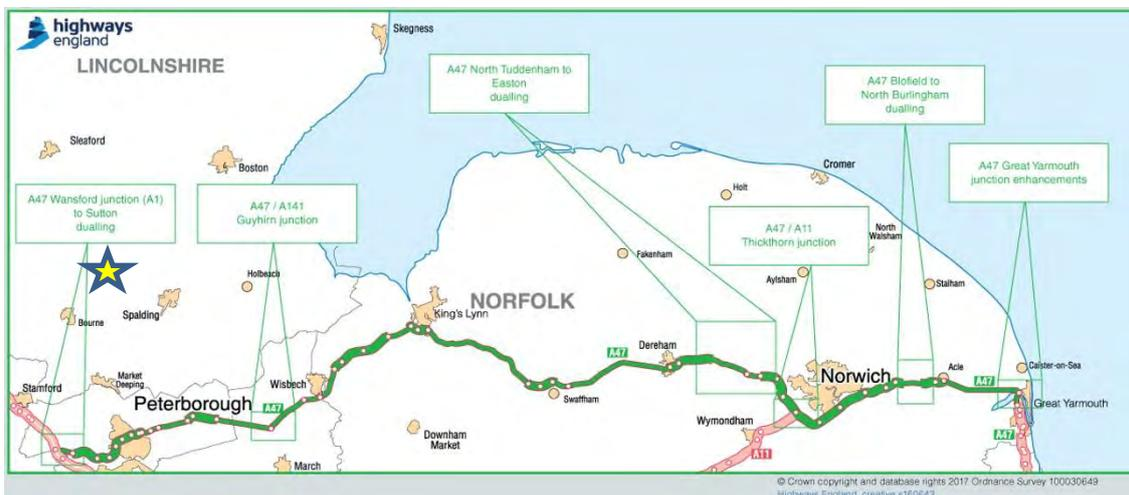 highways
england
LINCOLNSHIRE
Skegness
A47 North Tuddenham to
Easton
dualling
A47 Blofield to
North Burlingham
dualling
Sleaford
Boston
Cromer
A47 Great Yarmouth
junction enhancements
A47 Wansford junction (A1)
to Sutton
dualling
A47 / A141
Guyhirn junction
Holt
A47 / A11
Thickthorn junction
North
Walsham
Fakenham
Aylsham
Holbeach
Stalham
Spalding
Bourne
NORFOLK
King's Lynn
Dereham
A47
Market
Deeping
Wisbech
Acle
Caister-on-Sea
Stamford
Norwich
A47
Peterborough
A47
Swaffham
Great Yarmouth
Wymondham
Downham
Market
A47
March
A11
© Crown copyright and database rights 2017 Ordnance Survey 100030649